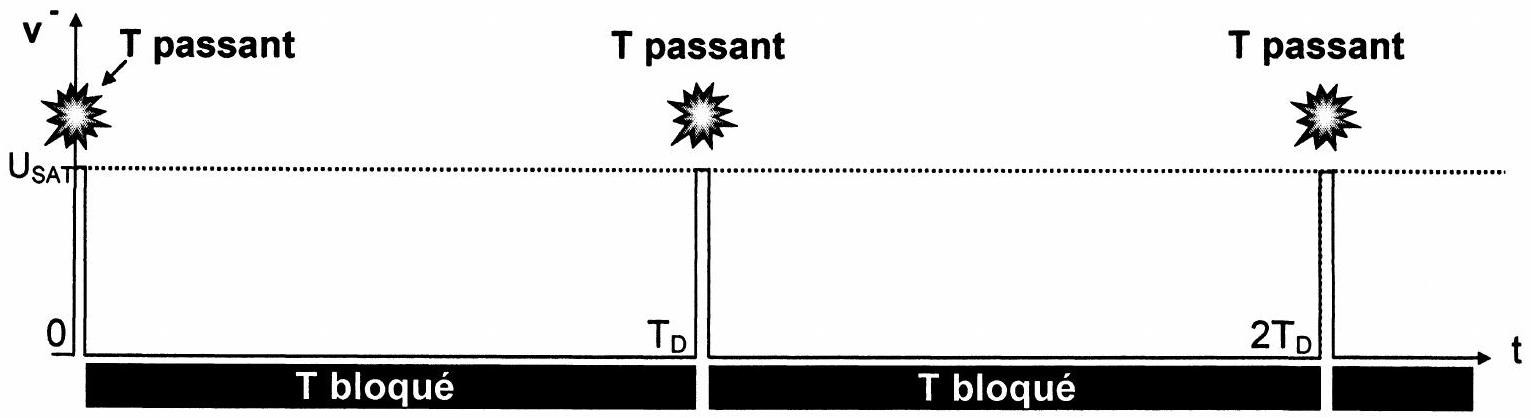 v⁻
T passant
T passant
T passant
U_SAT
0
T_D
2T_D
t
T bloqué
T bloqué